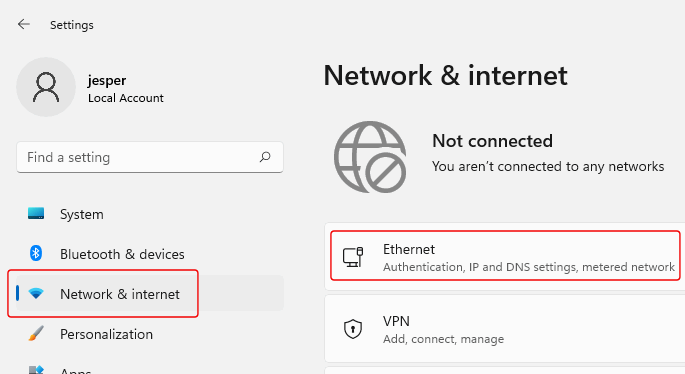 Settings
jesper
Local Account
Find a setting
System
Bluetooth & devices
Network & internet
Personalization
Apps
Network & internet
Not connected
You aren't connected to any networks
Ethernet
Authentication, IP and DNS settings, metered network
VPN
Add, connect, manage